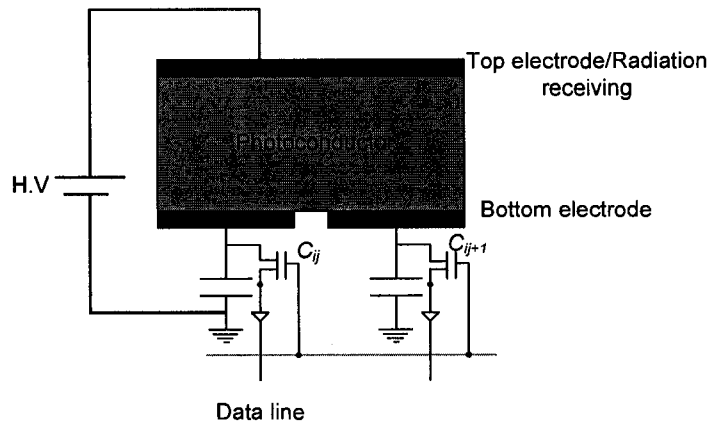 Top electrode/Radiation
receiving
Photoconductor
H.V
Bottom electrode
Cij
Cij+1
Data line